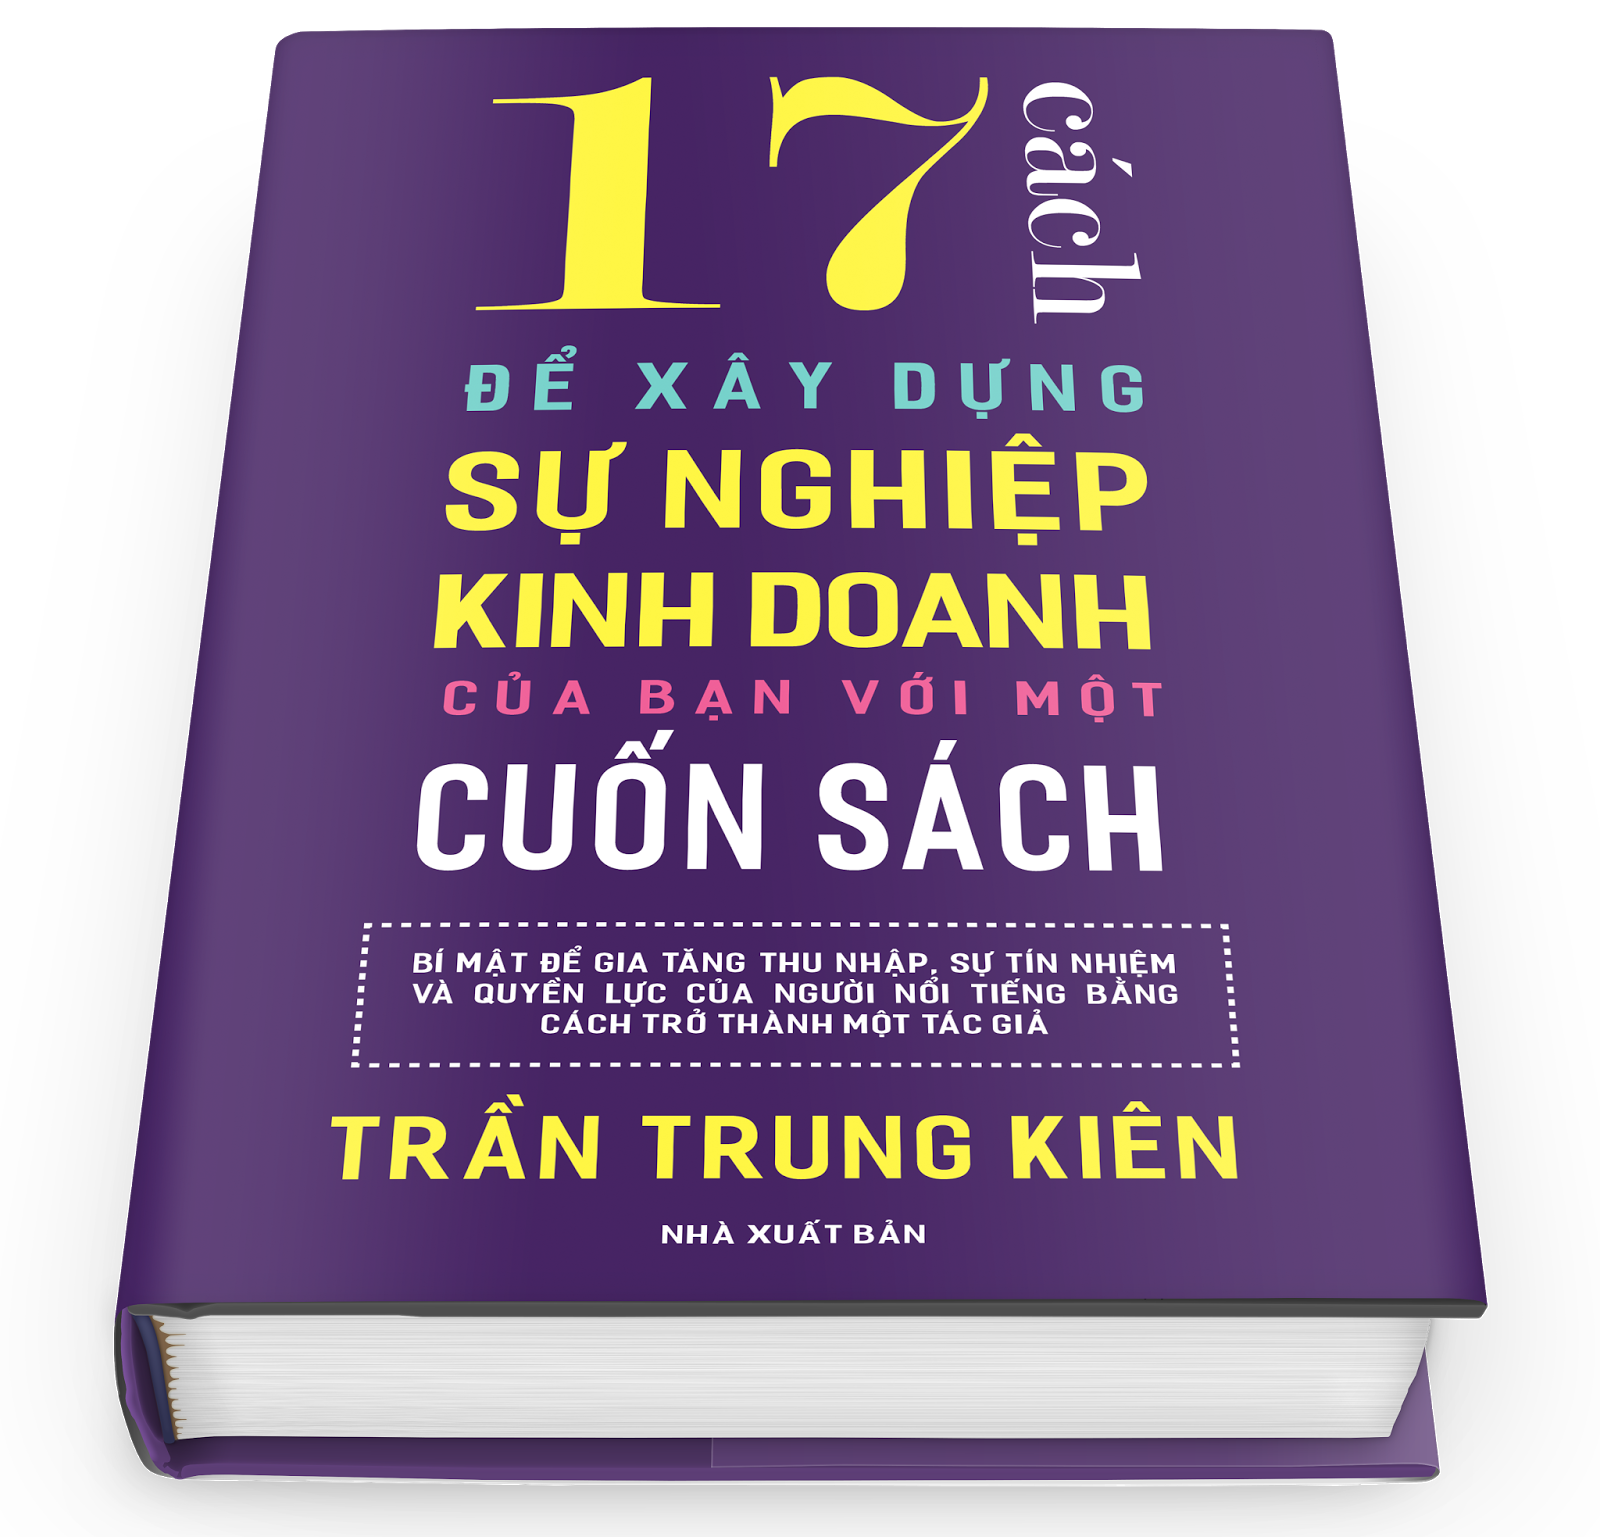 17 cách
ĐỂ XÂY DỰNG
SỰ NGHIỆP
KINH DOANH
CỦA BẠN VỚI MỘT
CUỐN SÁCH
BÍ MẬT ĐỂ GIA TĂNG THU NHẬP, SỰ TÍN NHIỆM
VÀ QUYỀN LỰC CỦA NGƯỜI NỔI TIẾNG BẰNG
CÁCH TRỞ THÀNH MỘT TÁC GIẢ
TRẦN TRUNG KIÊN
NHÀ XUẤT BẢN